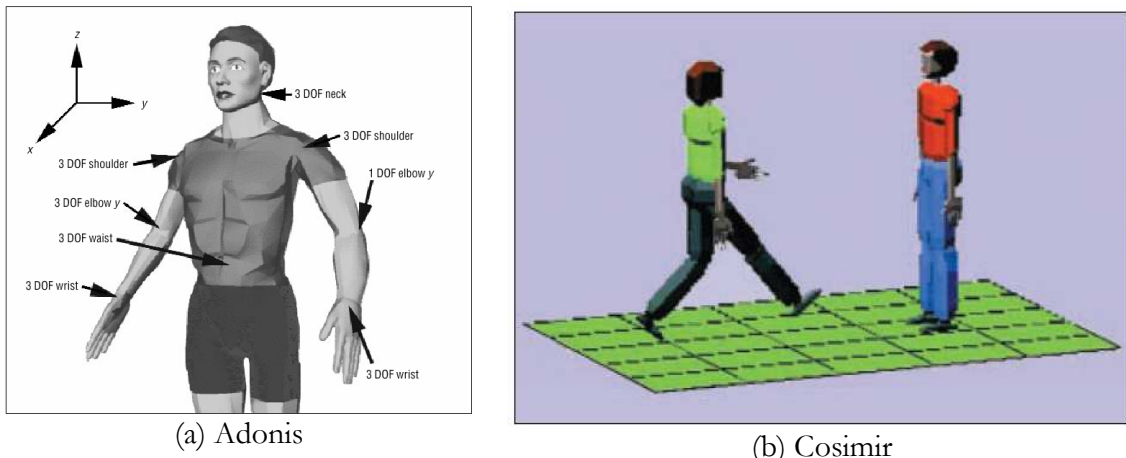 z
y
x
3 DOF neck
3 DOF shoulder
3 DOF shoulder
1 DOF elbow y
3 DOF elbow y
3 DOF waist
3 DOF wrist
3 DOF wrist
(a) Adonis
(b) Cosimir